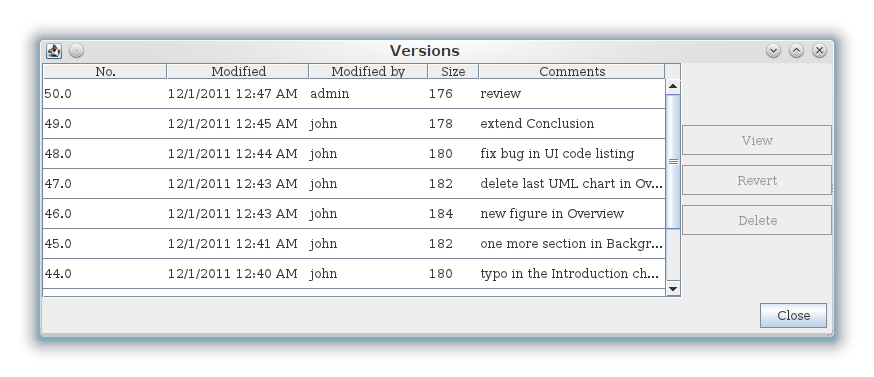 Versions
No. Modified Modified by Size Comments
50.0 12/1/2011 12:47 AM admin 176 review
49.0 12/1/2011 12:45 AM john 178 extend Conclusion
48.0 12/1/2011 12:44 AM john 180 fix bug in UI code listing
47.0 12/1/2011 12:43 AM john 182 delete last UML chart in Ov...
46.0 12/1/2011 12:43 AM john 184 new figure in Overview
45.0 12/1/2011 12:41 AM john 182 one more section in Backgr...
44.0 12/1/2011 12:40 AM john 180 typo in the Introduction ch...
View
Revert
Delete
Close